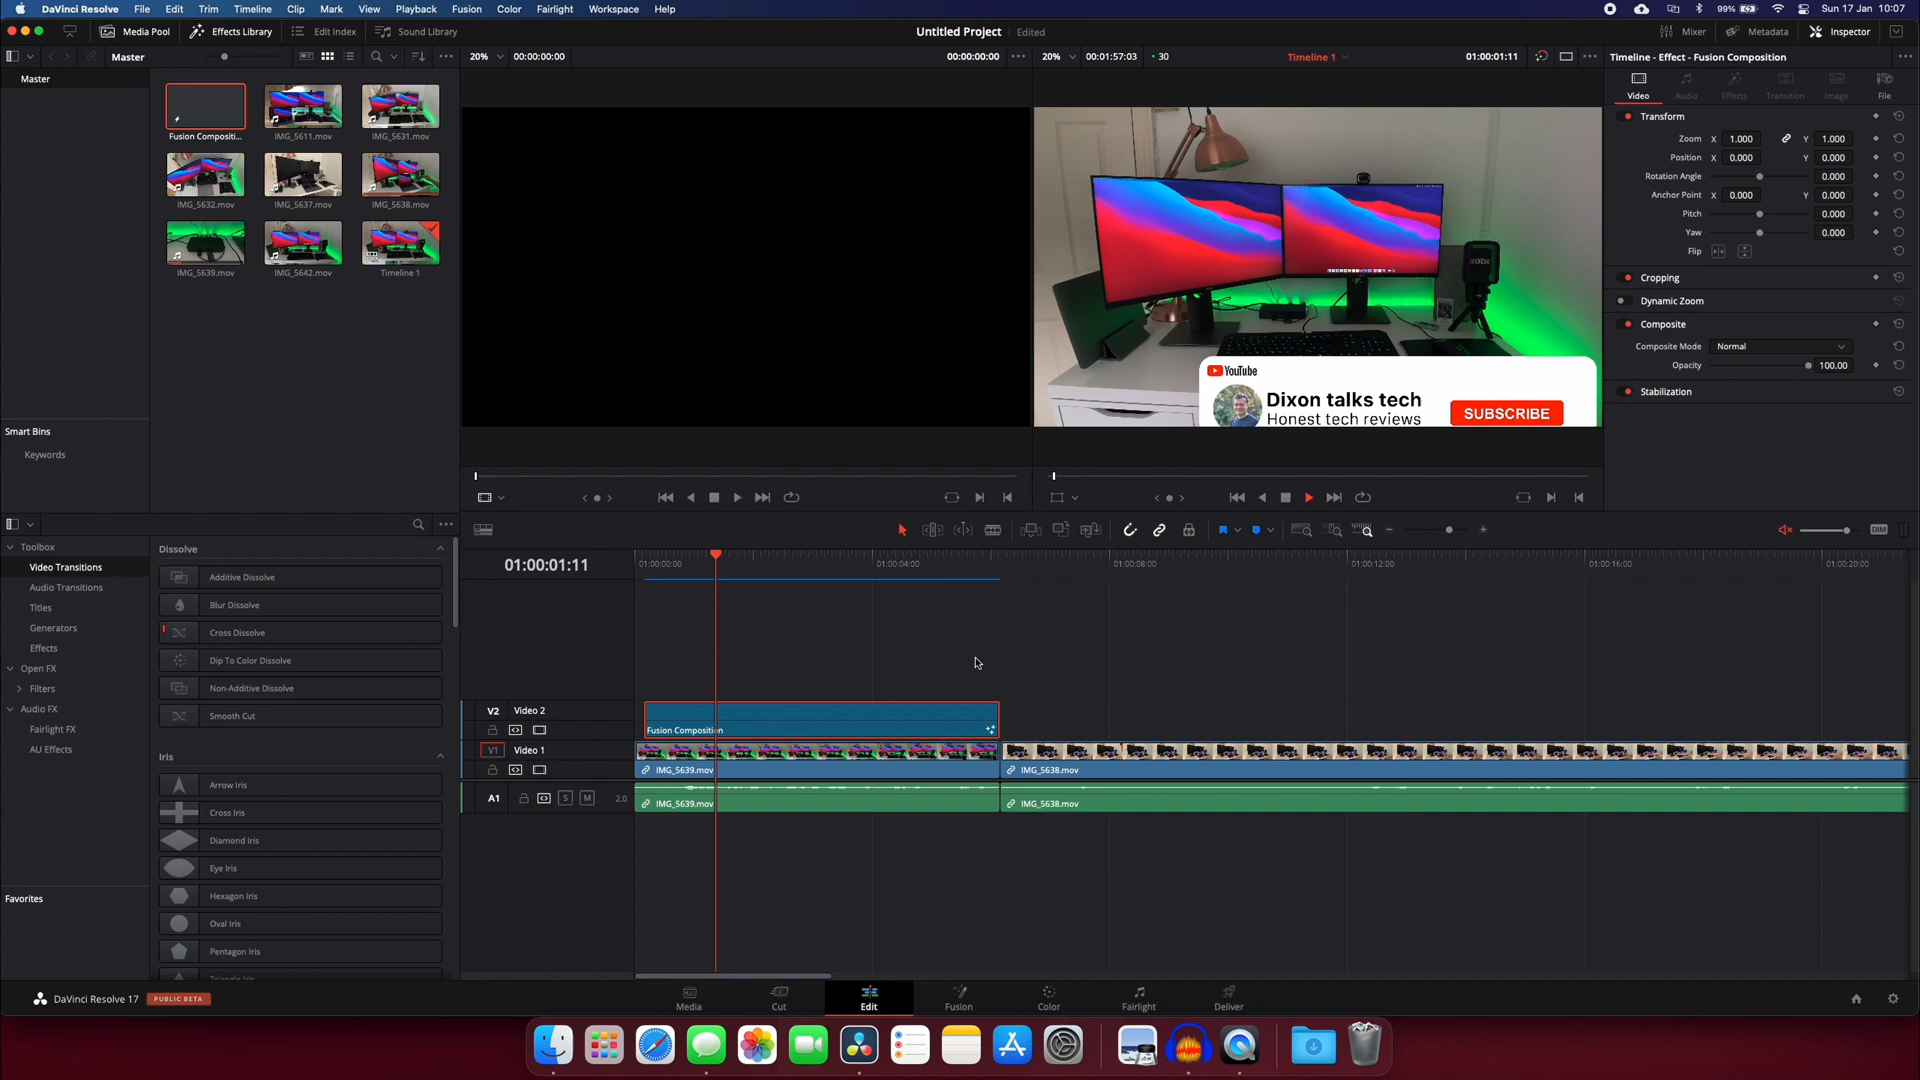 DaVinci Resolve File Edit Trim Timeline Clip Mark View Playback Fusion Color Fairlight Workspace Help
99% Sun 17 Jan 10:07
Media Pool Effects Library Edit Index Sound Library
Untitled Project Edited
Mixer Metadata Inspector
Master
20% 00:00:00:00
00:00:00:00
20% 00:01:57:03 30
Timeline 1
01:00:01:11
Timeline - Effect - Fusion Composition
Master
Video Audio Effects Transition Image File
Fusion Compositi... IMG_5611.mov IMG_5631.mov
IMG_5632.mov IMG_5637.mov IMG_5638.mov
IMG_5639.mov IMG_5642.mov Timeline 1
Transform
Zoom X 1.000 Y 1.000
Position X 0.000 Y 0.000
Rotation Angle 0.000
Anchor Point X 0.000 Y 0.000
Pitch 0.000
Yaw 0.000
Flip
Cropping
Dynamic Zoom
Composite
Composite Mode Normal
Opacity 100.00
Stabilization
RODE
YouTube
Dixon talks tech
Honest tech reviews
SUBSCRIBE
Smart Bins
Keywords
DIM
Toolbox
Video Transitions
Audio Transitions
Titles
Generators
Effects
Open FX
Filters
Audio FX
Fairlight FX
AU Effects
Favorites
Dissolve
Additive Dissolve
Blur Dissolve
Cross Dissolve
Dip To Color Dissolve
Non-Additive Dissolve
Smooth Cut
Iris
Arrow Iris
Cross Iris
Diamond Iris
Eye Iris
Hexagon Iris
Oval Iris
Pentagon Iris
Triangle Iris
01:00:01:11
01:00:00:00 01:00:04:00 01:00:08:00 01:00:12:00 01:00:16:00 01:00:20:00
V2 Video 2
Fusion Composition
V1 Video 1
IMG_5639.mov IMG_5638.mov
A1 S M 2.0
IMG_5639.mov IMG_5638.mov
DaVinci Resolve 17 PUBLIC BETA
Media Cut Edit Fusion Color Fairlight Deliver